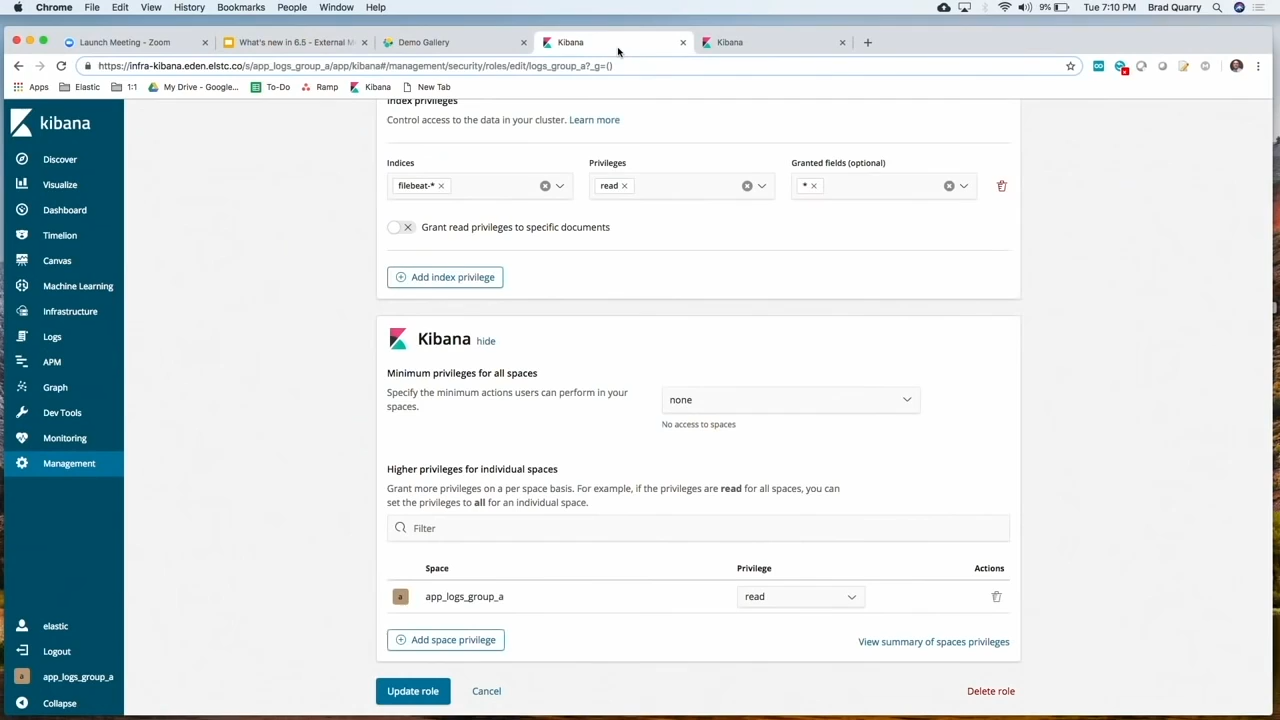 Chrome File Edit View History Bookmarks People Window Help 9% Tue 7:10 PM Brad Quarry
Launch Meeting - Zoom What's new in 6.5 - External M Demo Gallery Kibana Kibana
https://infra-kibana.eden.elstc.co/s/app_logs_group_a/app/kibana#/management/security/roles/edit/logs_group_a?_g=()
Apps Elastic 1:1 My Drive - Google... To-Do Ramp Kibana New Tab
kibana
Discover
Visualize
Dashboard
Timelion
Canvas
Machine Learning
Infrastructure
Logs
APM
Graph
Dev Tools
Monitoring
Management
elastic
Logout
a app_logs_group_a
Collapse
Index privileges
Control access to the data in your cluster. Learn more
Indices Privileges Granted fields (optional)
filebeat-* read *
Grant read privileges to specific documents
Add index privilege
Kibana hide
Minimum privileges for all spaces
Specify the minimum actions users can perform in your
spaces.
none
No access to spaces
Higher privileges for individual spaces
Grant more privileges on a per space basis. For example, if the privileges are read for all spaces, you can
set the privileges to all for an individual space.
Filter
Space Privilege Actions
a app_logs_group_a read
Add space privilege View summary of spaces privileges
Update role Cancel Delete role